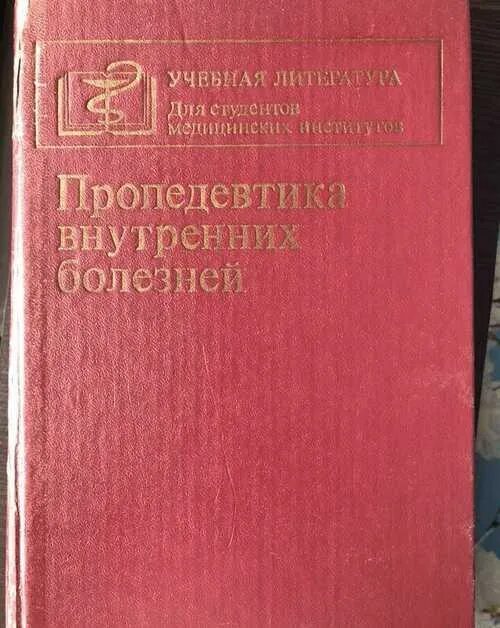 УЧЕБНАЯ ЛИТЕРАТУРА
Для студентов
медицинских институтов
Пропедевтика
внутренних
болезней